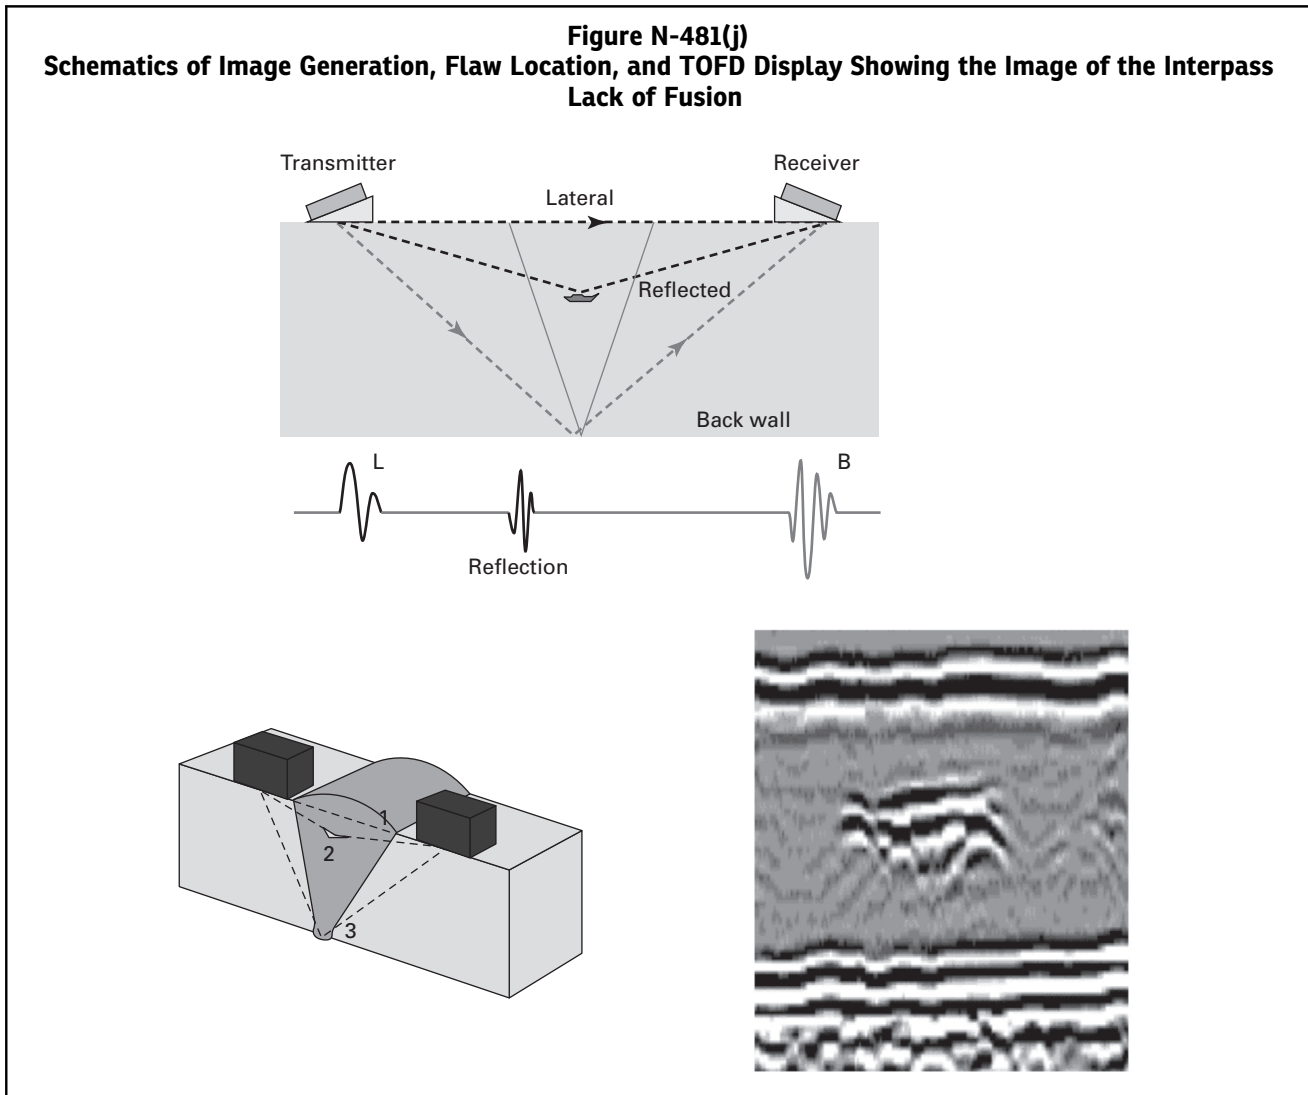 Figure N-481(j)
Schematics of Image Generation, Flaw Location, and TOFD Display Showing the Image of the Interpass
Lack of Fusion
Transmitter
Receiver
Lateral
Reflected
Back wall
L
B
Reflection
1
2
3